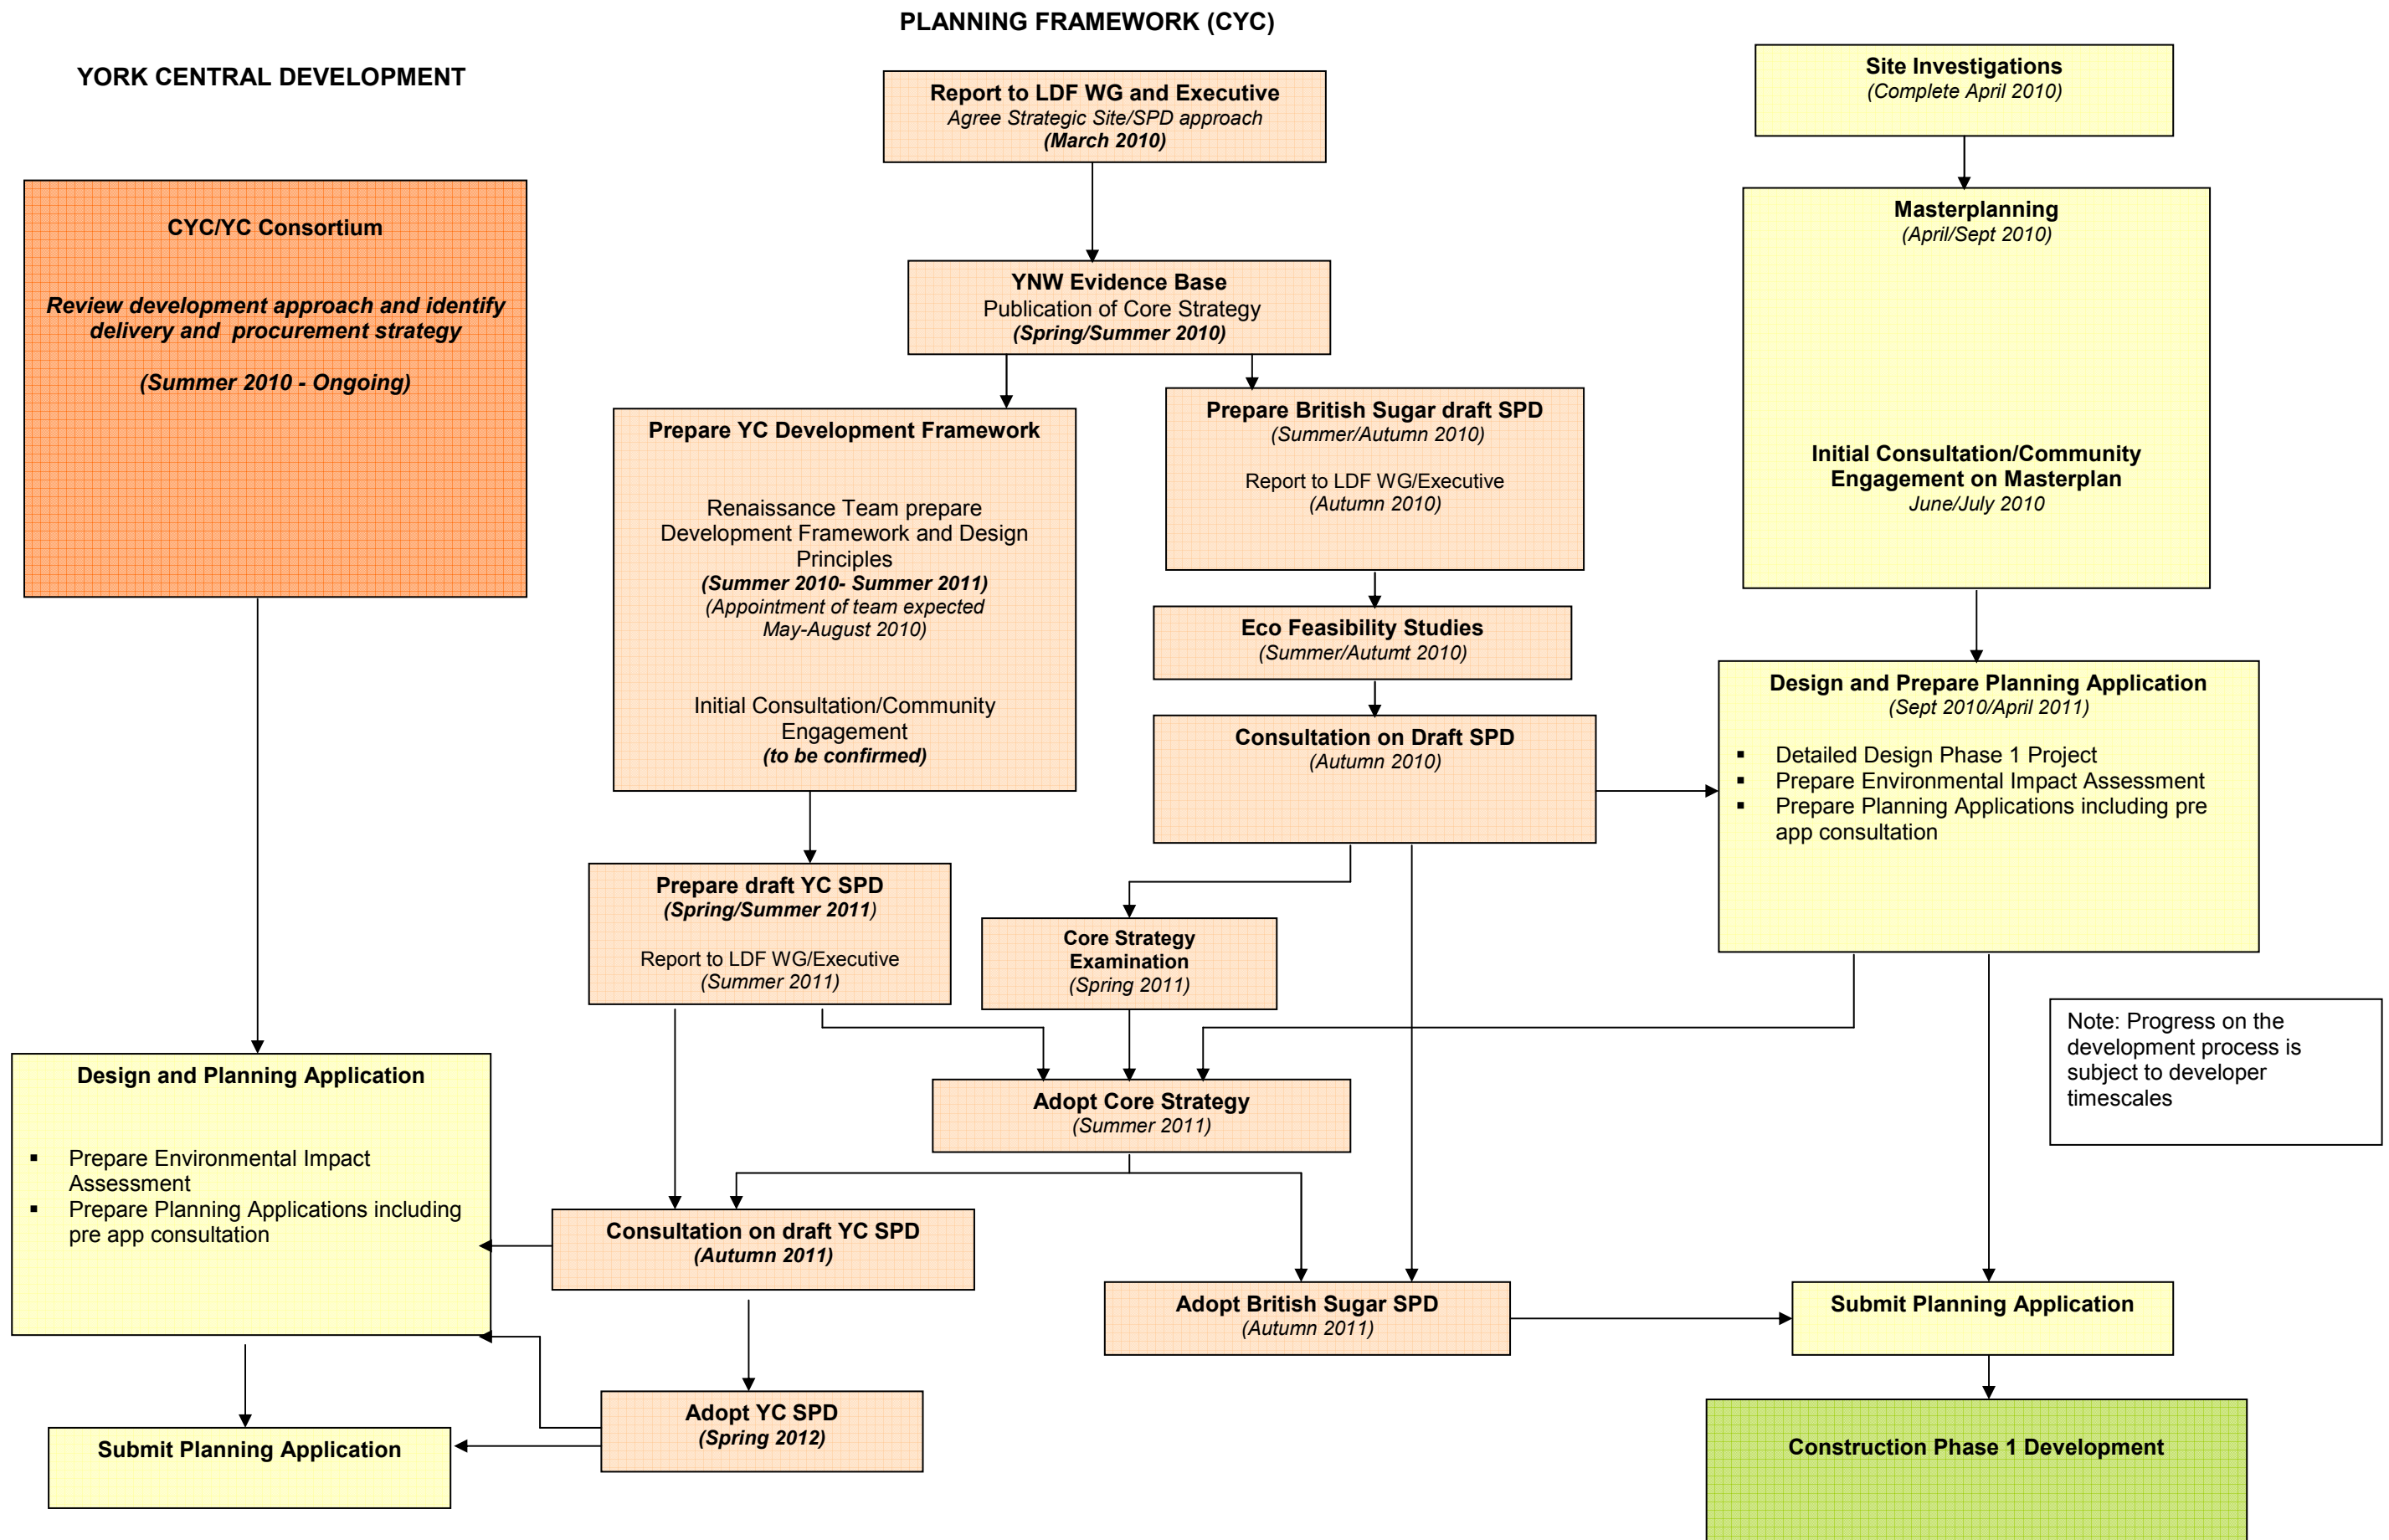 PLANNING FRAMEWORK (CYC)
YORK CENTRAL DEVELOPMENT
Report to LDF WG and Executive
Agree Strategic Site/SPD approach
(March 2010)
Site Investigations
(Complete April 2010)
CYC/YC Consortium
Review development approach and identify
delivery and procurement strategy
(Summer 2010 - Ongoing)
YNW Evidence Base
Publication of Core Strategy
(Spring/Summer 2010)
Masterplanning
(April/Sept 2010)
Initial Consultation/Community
Engagement on Masterplan
June/July 2010
Prepare YC Development Framework
Renaissance Team prepare
Development Framework and Design
Principles
(Summer 2010- Summer 2011)
(Appointment of team expected
May-August 2010)
Initial Consultation/Community
Engagement
(to be confirmed)
Prepare British Sugar draft SPD
(Summer/Autumn 2010)
Report to LDF WG/Executive
(Autumn 2010)
Eco Feasibility Studies
(Summer/Autumt 2010)
Consultation on Draft SPD
(Autumn 2010)
Design and Prepare Planning Application
(Sept 2010/April 2011)
▪ Detailed Design Phase 1 Project
▪ Prepare Environmental Impact Assessment
▪ Prepare Planning Applications including pre
app consultation
Prepare draft YC SPD
(Spring/Summer 2011)
Report to LDF WG/Executive
(Summer 2011)
Core Strategy
Examination
(Spring 2011)
Note: Progress on the
development process is
subject to developer
timescales
Design and Planning Application
▪ Prepare Environmental Impact
Assessment
▪ Prepare Planning Applications including
pre app consultation
Adopt Core Strategy
(Summer 2011)
Consultation on draft YC SPD
(Autumn 2011)
Adopt British Sugar SPD
(Autumn 2011)
Submit Planning Application
Adopt YC SPD
(Spring 2012)
Submit Planning Application
Construction Phase 1 Development